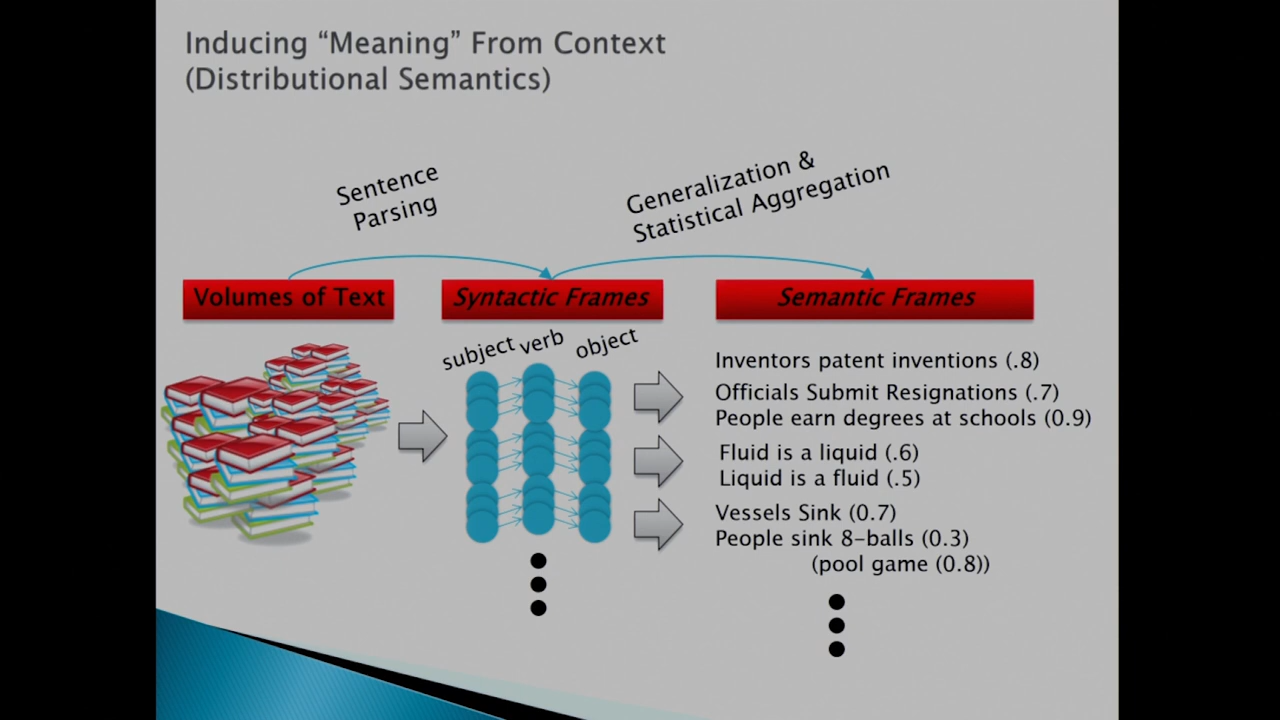 Inducing “Meaning” From Context
(Distributional Semantics)
Sentence
Parsing
Generalization &
Statistical Aggregation
Volumes of Text
Syntactic Frames
Semantic Frames
subject verb object
Inventors patent inventions (.8)
Officials Submit Resignations (.7)
People earn degrees at schools (0.9)
Fluid is a liquid (.6)
Liquid is a fluid (.5)
Vessels Sink (0.7)
People sink 8-balls (0.3)
(pool game (0.8))